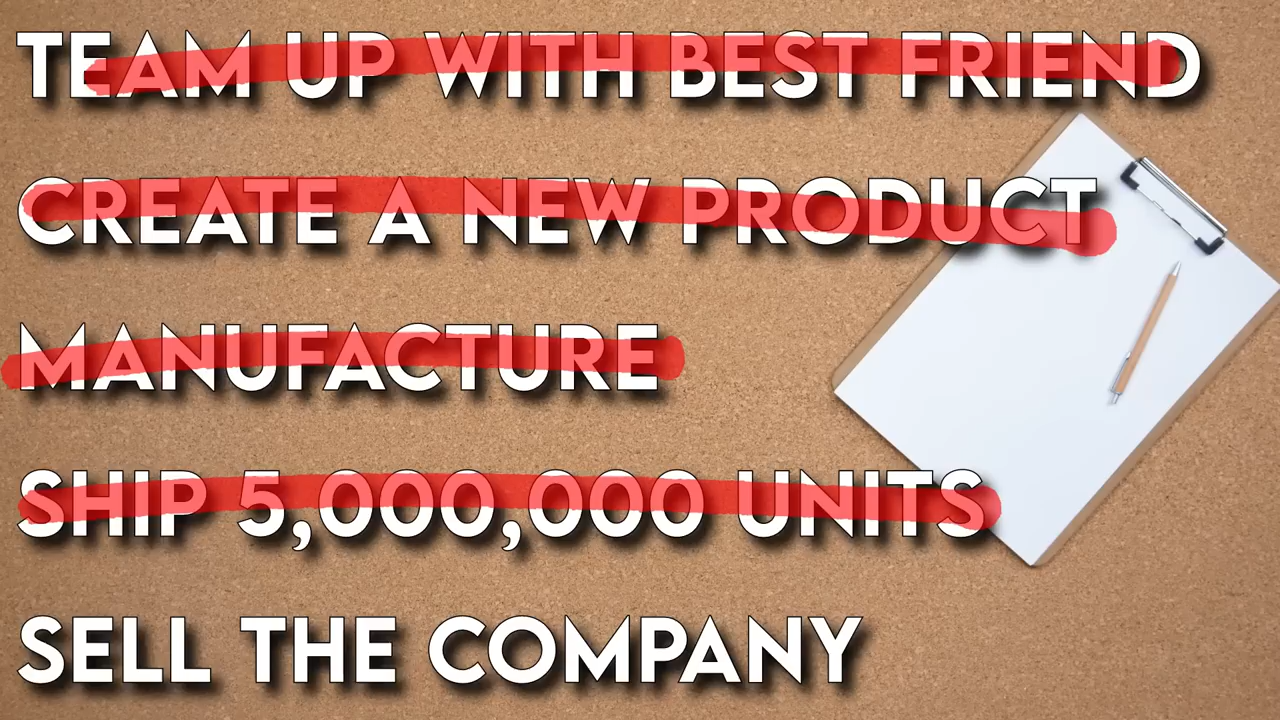 TEAM UP WITH BEST FRIEND
CREATE A NEW PRODUCT
MANUFACTURE
SHIP 5,000,000 UNITS
SELL THE COMPANY